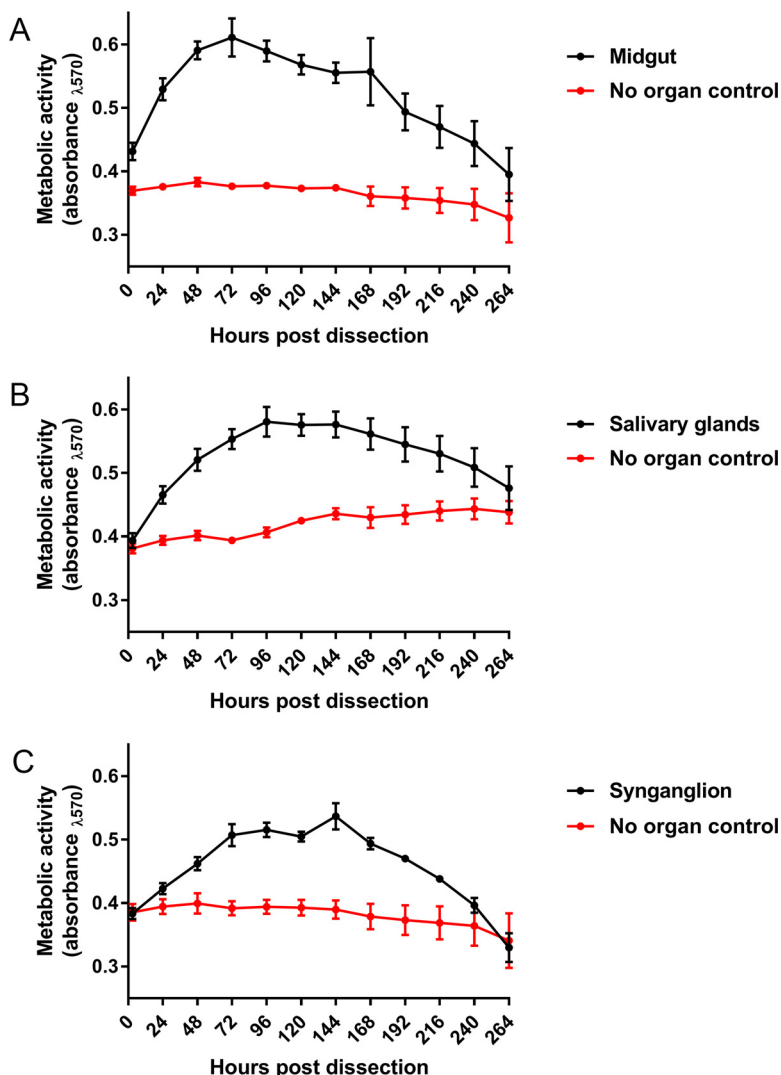 A
Metabolic activity
(absorbance λ570)
0.6
0.5
0.4
0.3
0
24
48
72
96
120
144
168
192
216
240
264
Hours post dissection
Midgut
No organ control
B
Metabolic activity
(absorbance λ570)
0.6
0.5
0.4
0.3
0
24
48
72
96
120
144
168
192
216
240
264
Hours post dissection
Salivary glands
No organ control
C
Metabolic activity
(absorbance λ570)
0.6
0.5
0.4
0.3
0
24
48
72
96
120
144
168
192
216
240
264
Hours post dissection
Synganglion
No organ control